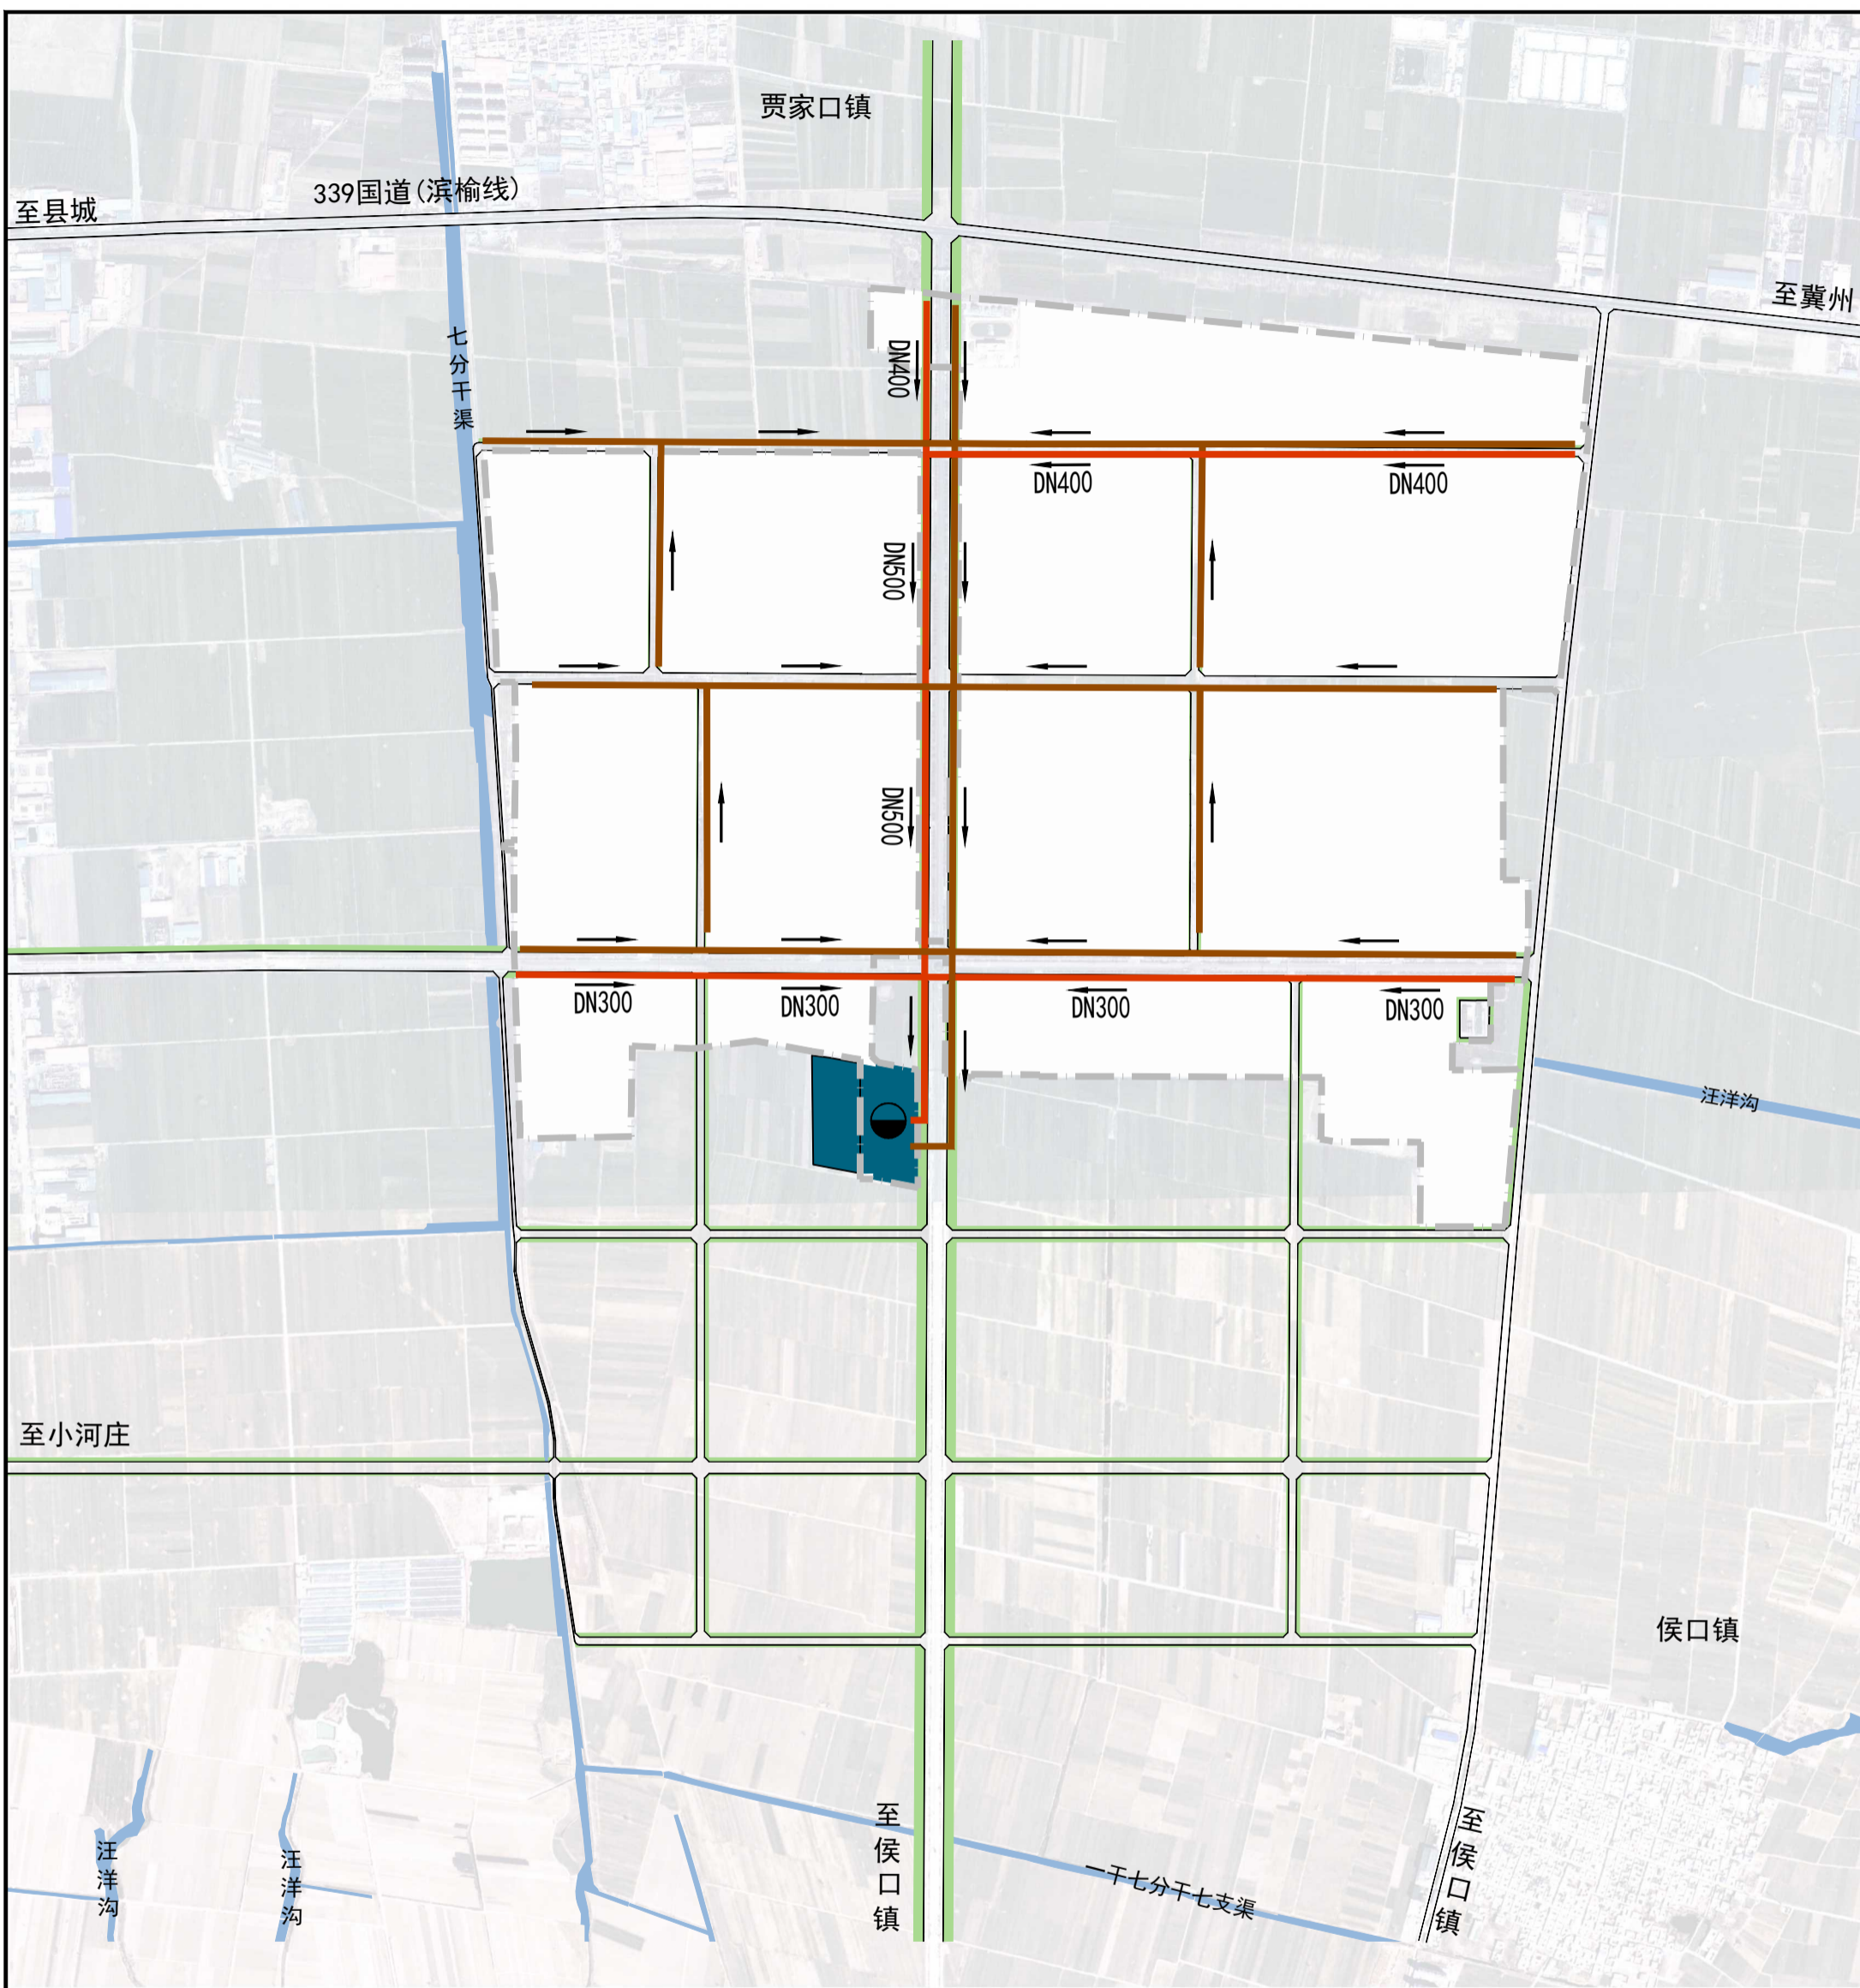 贾家口镇
339国道(滨榆线)
至县城
至冀州
七分干渠
DN400
DN400
DN400
DN500
DN500
DN300
DN300
DN300
DN300
汪洋沟
至小河庄
侯口镇
至侯口镇
至侯口镇
汪洋沟
汪洋沟
一干七分干七支渠